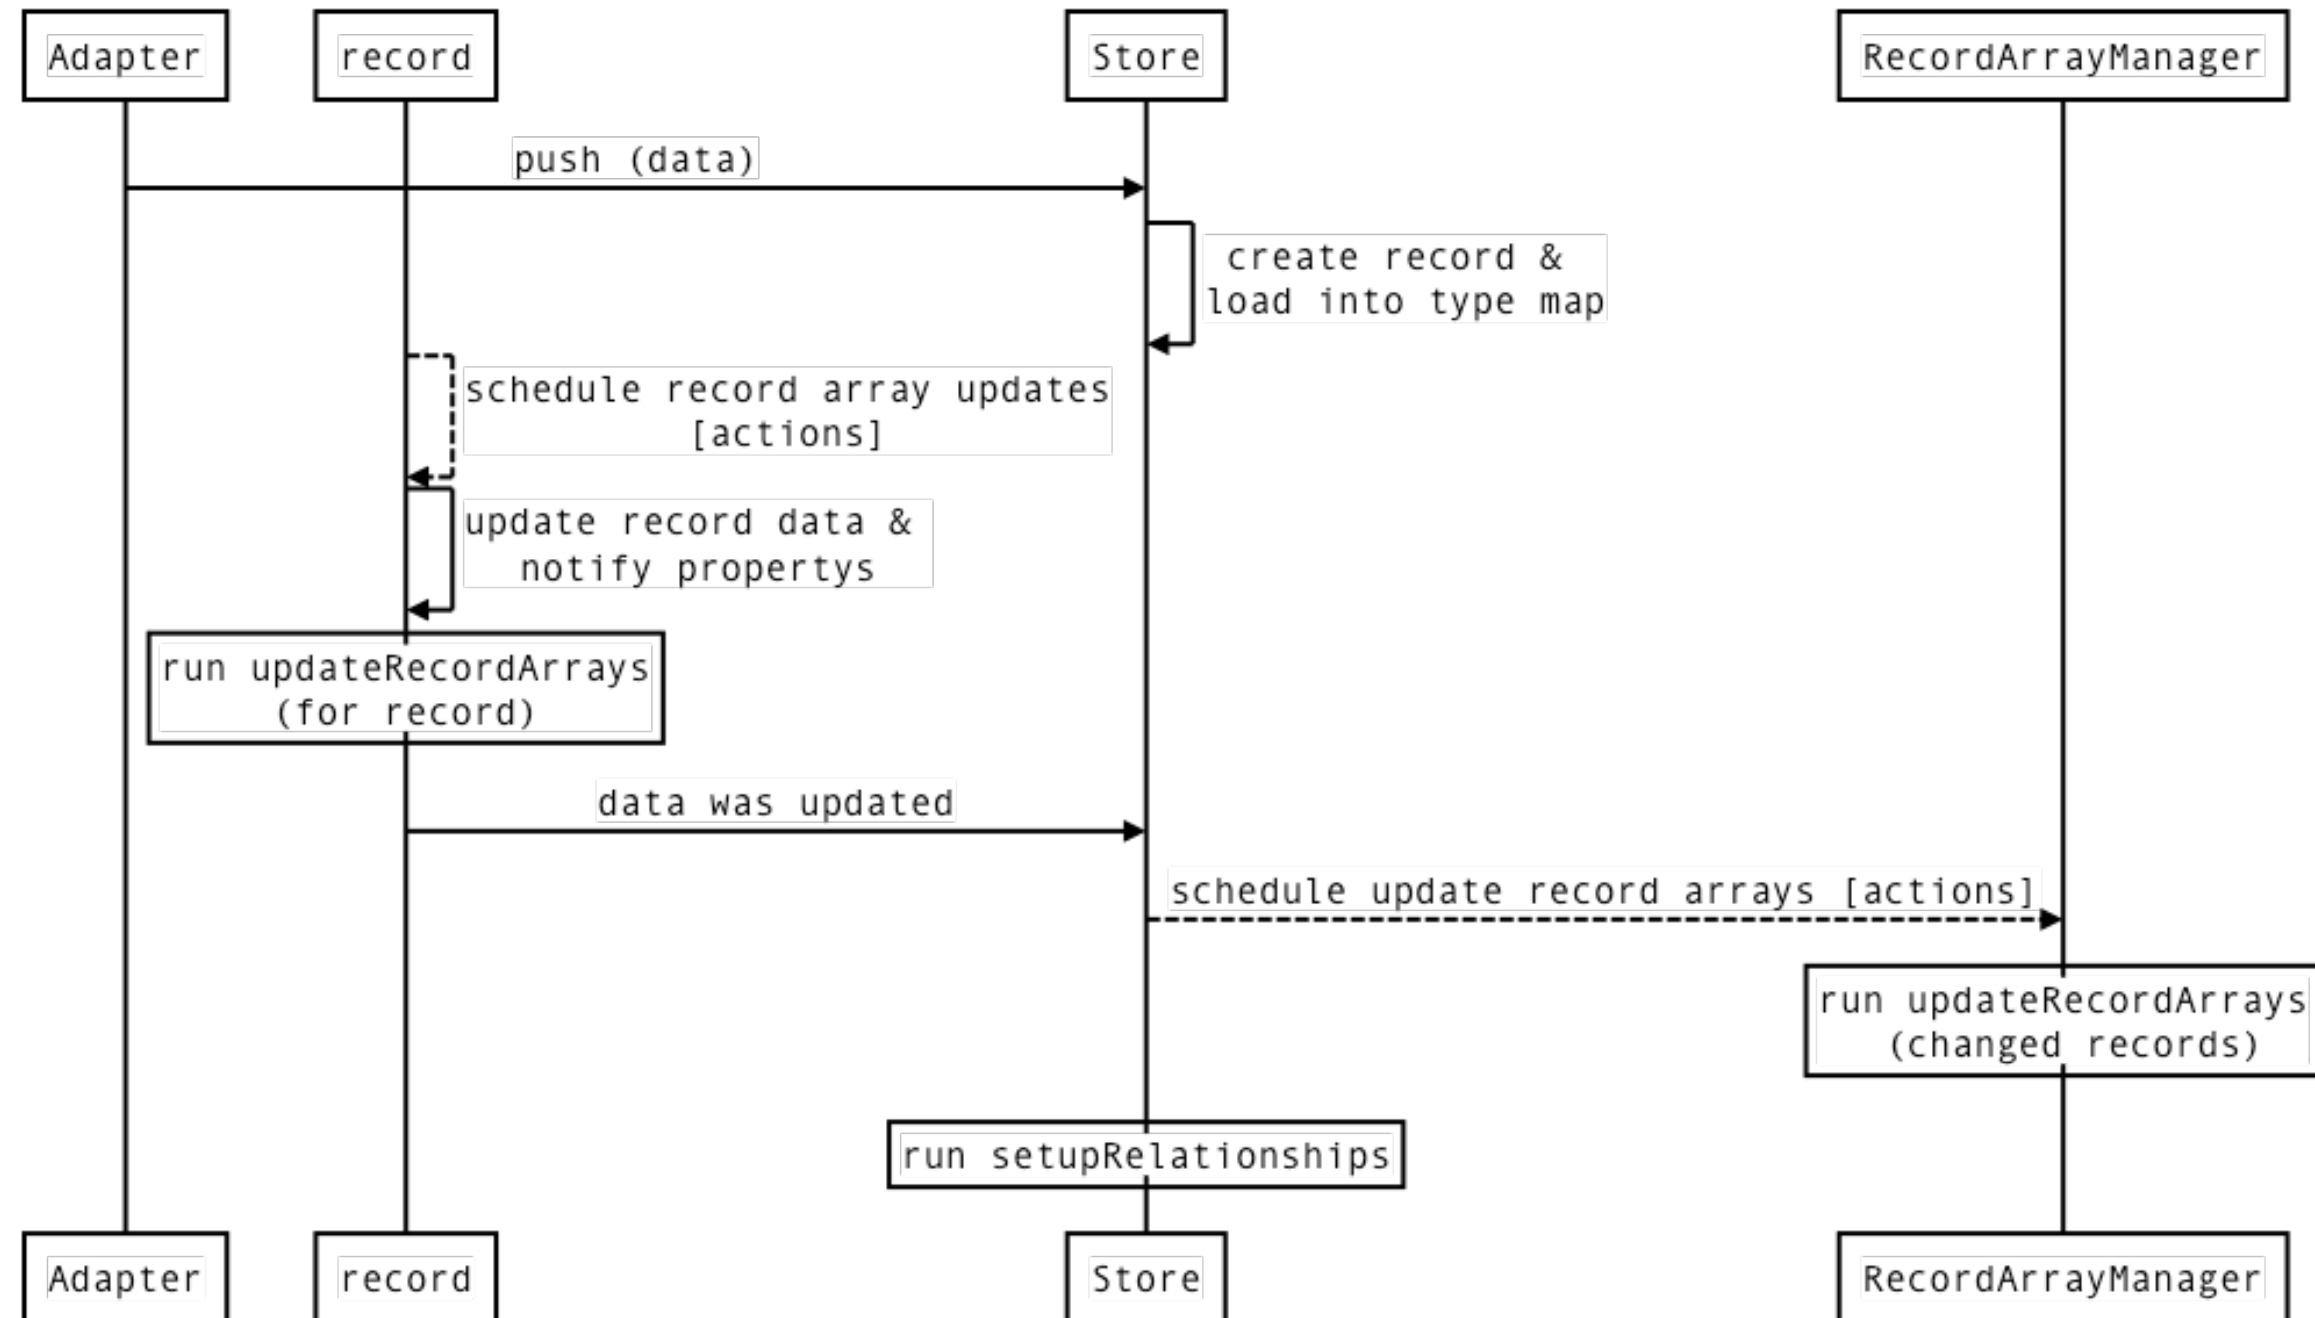 Adapter
record
Store
RecordArrayManager
push (data)
create record &
load into type map
schedule record array updates
[actions]
update record data &
notify propertys
run updateRecordArrays
(for record)
data was updated
schedule update record arrays [actions]
run updateRecordArrays
(changed records)
run setupRelationships
Adapter
record
Store
RecordArrayManager